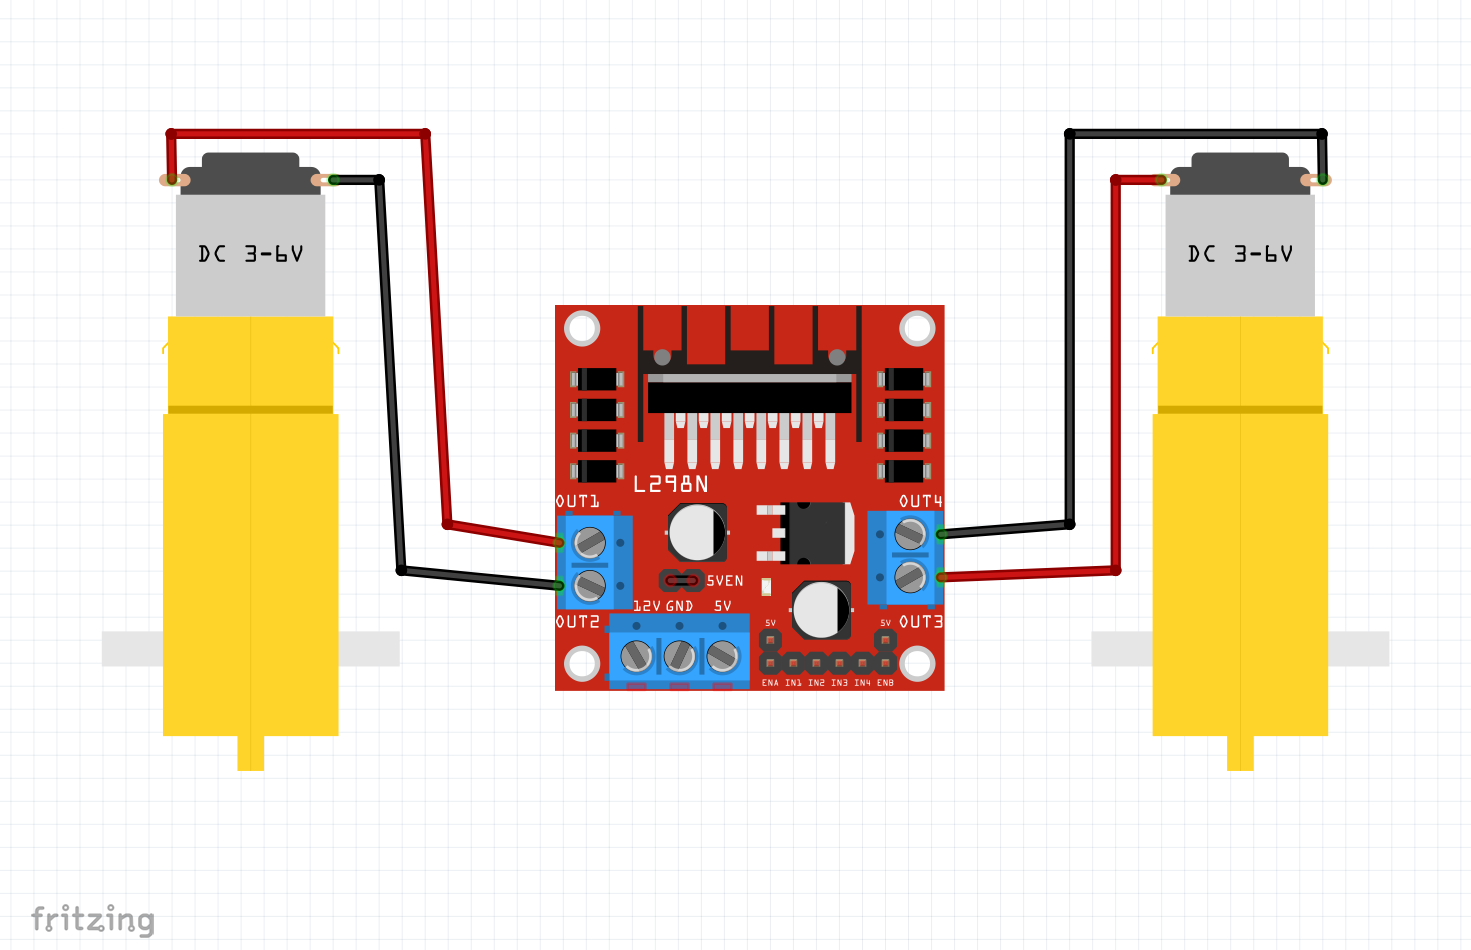 DC 3-6V
DC 3-6V
L298N
OUT1
OUT4
5VEN
12V GND 5V
OUT2
OUT3
5V
5V
ENA IN1 IN2 IN3 IN4 ENB
fritzing